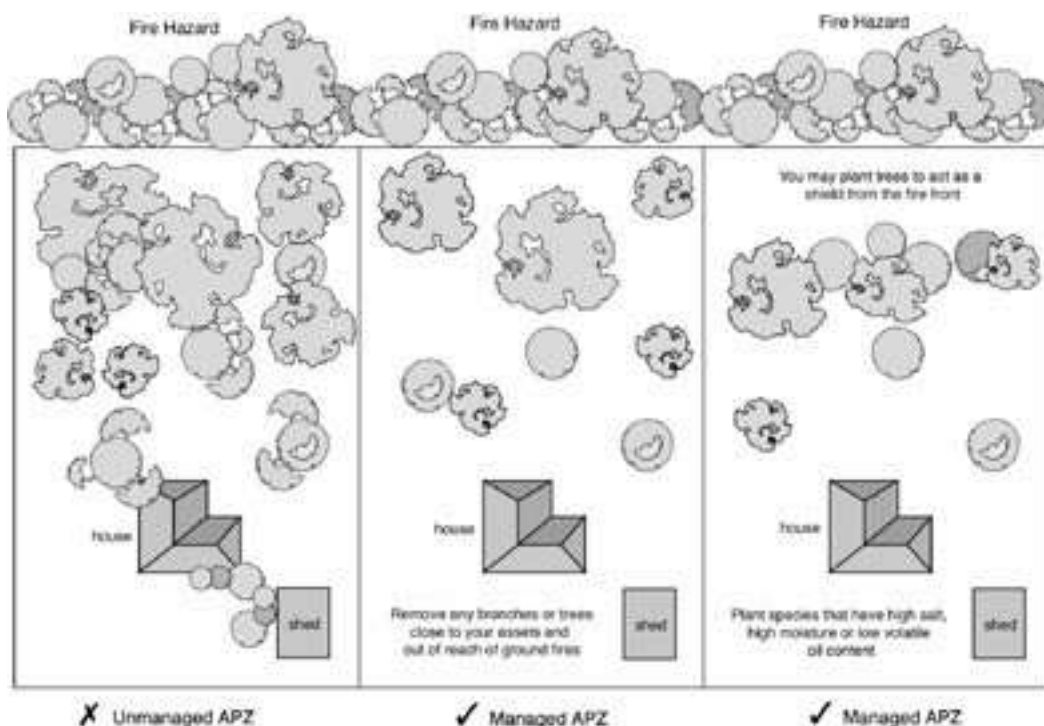 Fire Hazard
Fire Hazard
Fire Hazard
You may plant trees to act as a
shield from the fire front
house
shed
house
Remove any branches or trees
close to your assets and
out of reach of ground fires
shed
house
Plant species that have high salt,
high moisture or low volatile
oil content
shed
✗ Unmanaged APZ
✓ Managed APZ
✓ Managed APZ